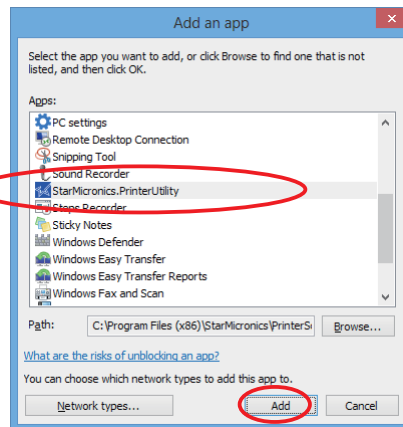 Add an app
Select the app you want to add, or click Browse to find one that is not
listed, and then click OK.
Apps:
PC settings
Remote Desktop Connection
Snipping Tool
Sound Recorder
StarMicronics.PrinterUtility
Steps Recorder
Sticky Notes
Windows Defender
Windows Easy Transfer
Windows Easy Transfer Reports
Windows Fax and Scan
Path: C:\Program Files (x86)\StarMicronics\PrinterS Browse...
What are the risks of unblocking an app?
You can choose which network types to add this app to.
Network types... Add Cancel